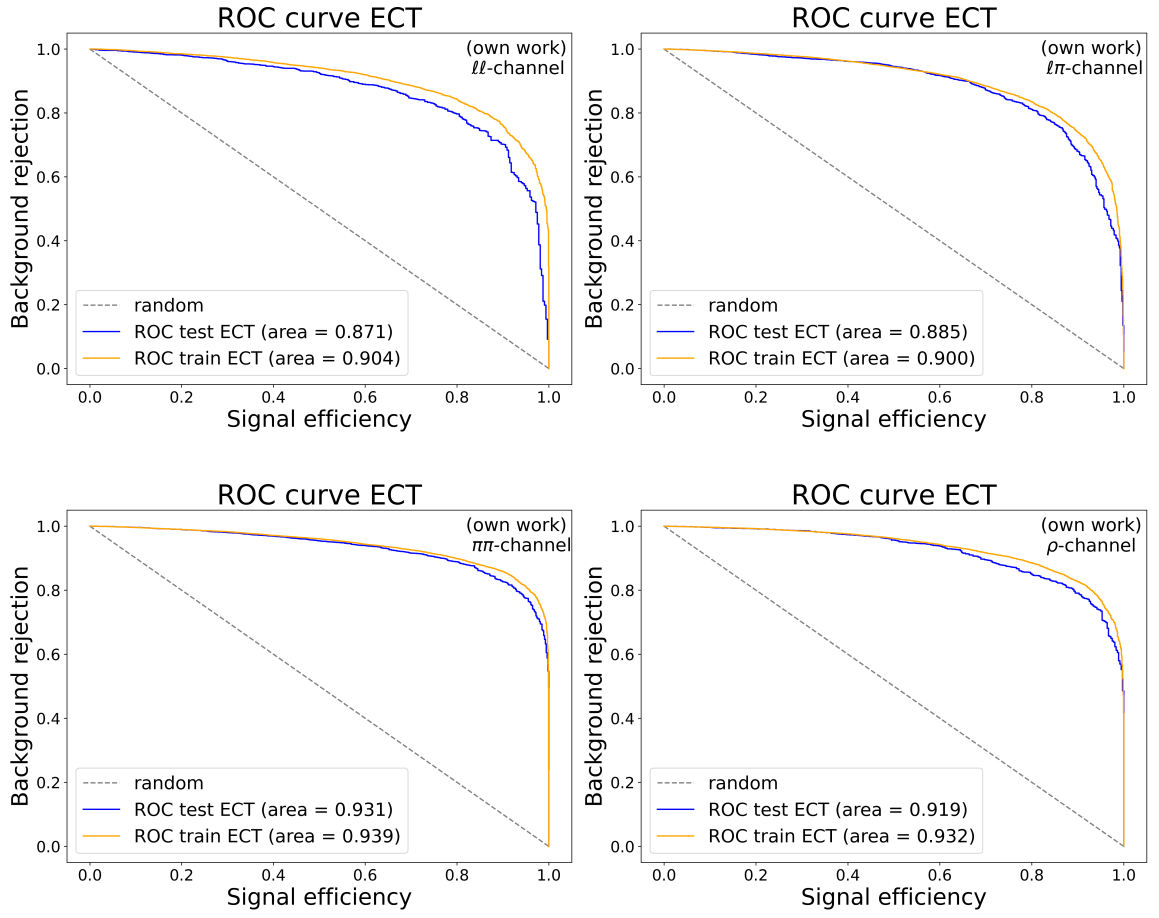 ROC curve ECT
(own work)
ℓℓ-channel
1.0
0.8
0.6
0.4
0.2
0.0
Background rejection
random
ROC test ECT (area = 0.871)
ROC train ECT (area = 0.904)
0.0 0.2 0.4 0.6 0.8 1.0
Signal efficiency
ROC curve ECT
(own work)
ℓπ-channel
1.0
0.8
0.6
0.4
0.2
0.0
Background rejection
random
ROC test ECT (area = 0.885)
ROC train ECT (area = 0.900)
0.0 0.2 0.4 0.6 0.8 1.0
Signal efficiency
ROC curve ECT
(own work)
ππ-channel
1.0
0.8
0.6
0.4
0.2
0.0
Background rejection
random
ROC test ECT (area = 0.931)
ROC train ECT (area = 0.939)
0.0 0.2 0.4 0.6 0.8 1.0
Signal efficiency
ROC curve ECT
(own work)
ρ-channel
1.0
0.8
0.6
0.4
0.2
0.0
Background rejection
random
ROC test ECT (area = 0.919)
ROC train ECT (area = 0.932)
0.0 0.2 0.4 0.6 0.8 1.0
Signal efficiency